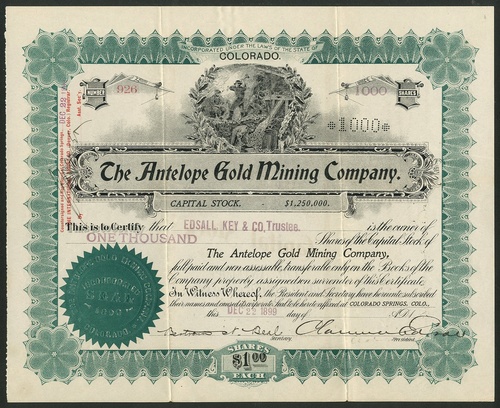 INCORPORATED UNDER THE LAWS OF THE STATE OF
COLORADO.
NUMBER
926
SHARES
1000
*1000*
The Antelope Gold Mining Company.
CAPITAL STOCK, - $1,250,000.
This is to Certify that EDSALL KEY & CO, Trustee. is the owner of
ONE THOUSAND Shares of the Capital Stock of
The Antelope Gold Mining Company,
full paid and non assessable, transferable only on the Books of the
Company properly assigned on surrender of this Certificate.
In Witness Whereof, the President and Secretary have hereunto subscribed
their names and caused the corporate Seal to be hereto affixed at COLORADO SPRINGS, COLO.
this DEC 22 1899 day of
Secretary.
SHARES
$1.00
EACH
DEC 22